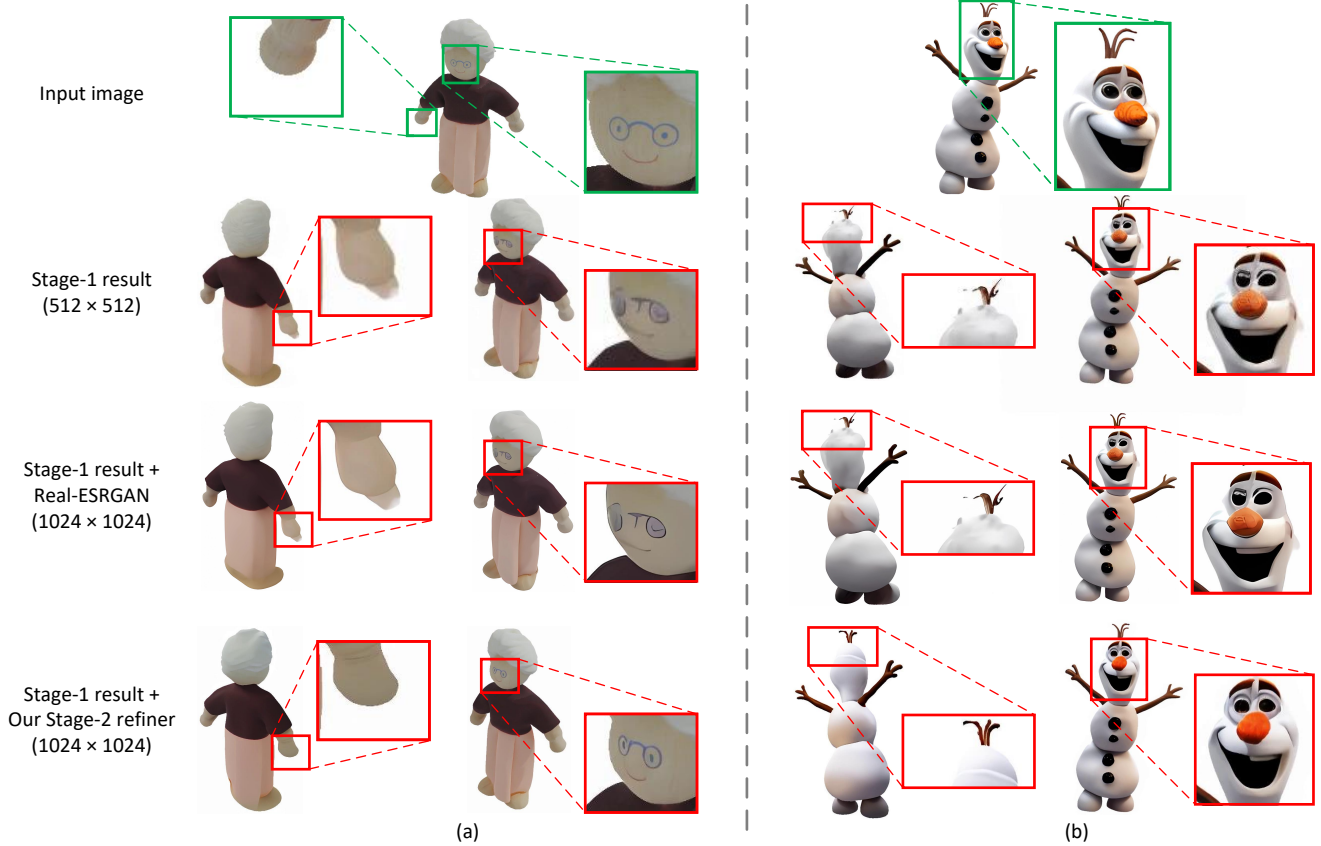 Input image
Stage-1 result
(512 × 512)
Stage-1 result +
Real-ESRGAN
(1024 × 1024)
Stage-1 result +
Our Stage-2 refiner
(1024 × 1024)
(a)
(b)